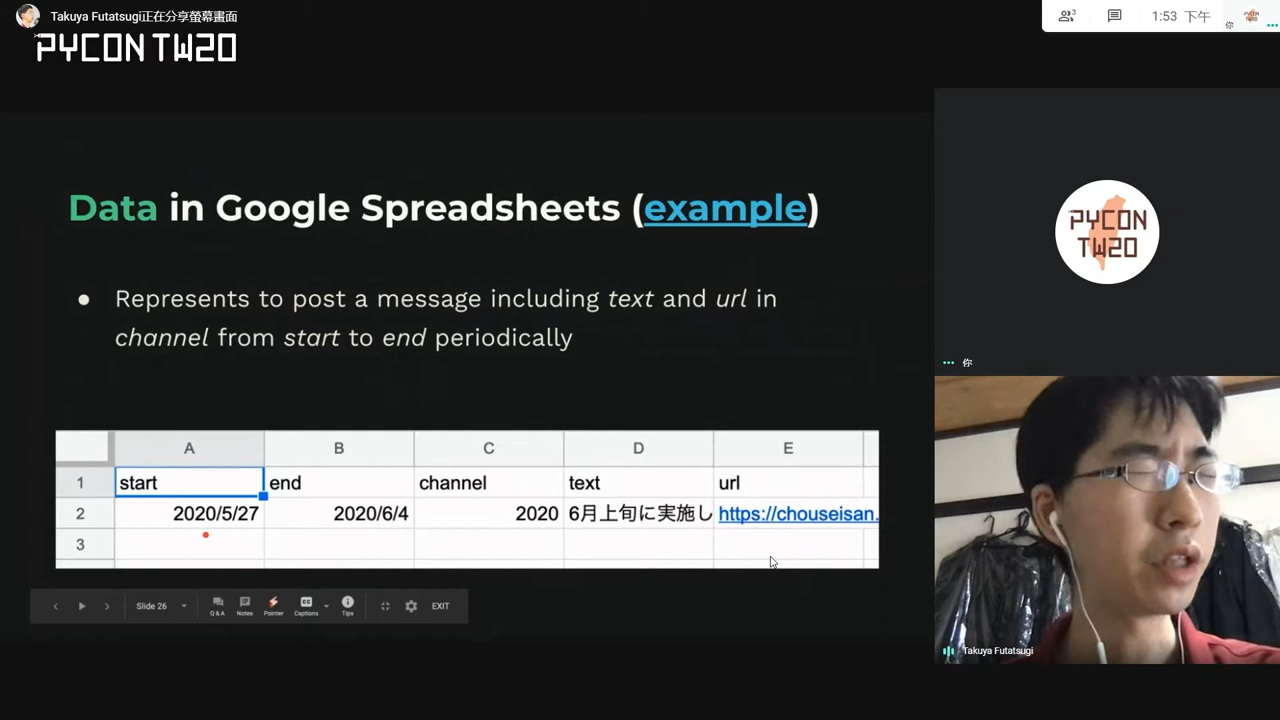 Takuya Futatsugi正在分享螢幕畫面
PYCON TW20
3
1:53 下午
你
Data in Google Spreadsheets (example)
● Represents to post a message including text and url in
channel from start to end periodically
PYCON
TW20
你
A B C D E
1 start end channel text url
2 2020/5/27 2020/6/4 2020 6月上旬に実施し https://chouseisan.
3
Slide 26 Q & A Notes Pointer Captions Tips EXIT
Takuya Futatsugi